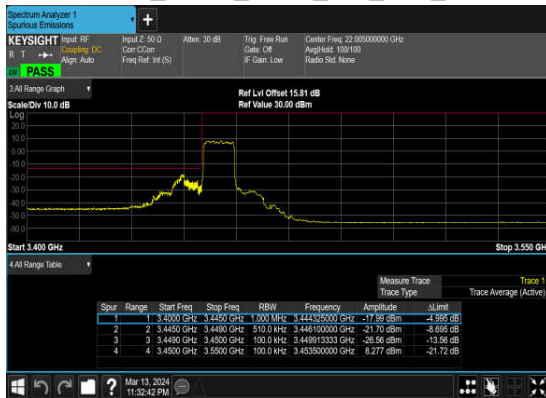 Spectrum Analyzer 1
Spurious Emissions
+
KEYSIGHT Input: RF
R T Coupling: DC
Align: Auto
Input Z: 50 Ω
Corr CCorr
Freq Ref: Int (S)
Atten: 30 dB
Trig: Free Run
Gate: Off
IF Gain: Low
Center Freq: 22.005000000 GHz
Avg|Hold: 100/100
Radio Std: None
PASS
3 All Range Graph
Ref Lvl Offset 15.81 dB
Scale/Div 10.0 dB
Ref Value 30.00 dBm
Log
20.0
10.0
0.00
-10.0
-20.0
-30.0
-40.0
-50.0
-60.0
Start 3.400 GHz
Stop 3.550 GHz
4 All Range Table
Measure Trace Trace 1
Trace Type Trace Average (Active)
Spur Range Start Freq Stop Freq RBW Frequency Amplitude ΔLimit
1 1 3.4000 GHz 3.4450 GHz 1.000 MHz 3.444325000 GHz -17.99 dBm -4.995 dB
2 2 3.4450 GHz 3.4490 GHz 510.0 kHz 3.446100000 GHz -21.70 dBm -8.695 dB
3 3 3.4490 GHz 3.4500 GHz 100.0 kHz 3.449913333 GHz -26.56 dBm -13.56 dB
4 4 3.4500 GHz 3.5500 GHz 100.0 kHz 3.453500000 GHz 8.277 dBm -21.72 dB
? Mar 13, 2024
11:32:42 PM